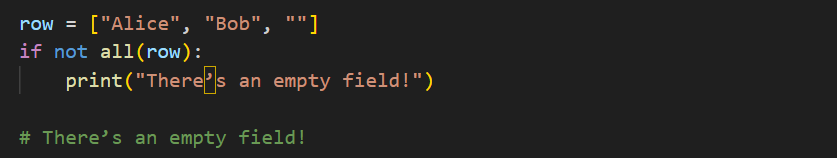 row = ["Alice", "Bob", ""]
if not all(row):
    print("There’s an empty field!")
# There’s an empty field!